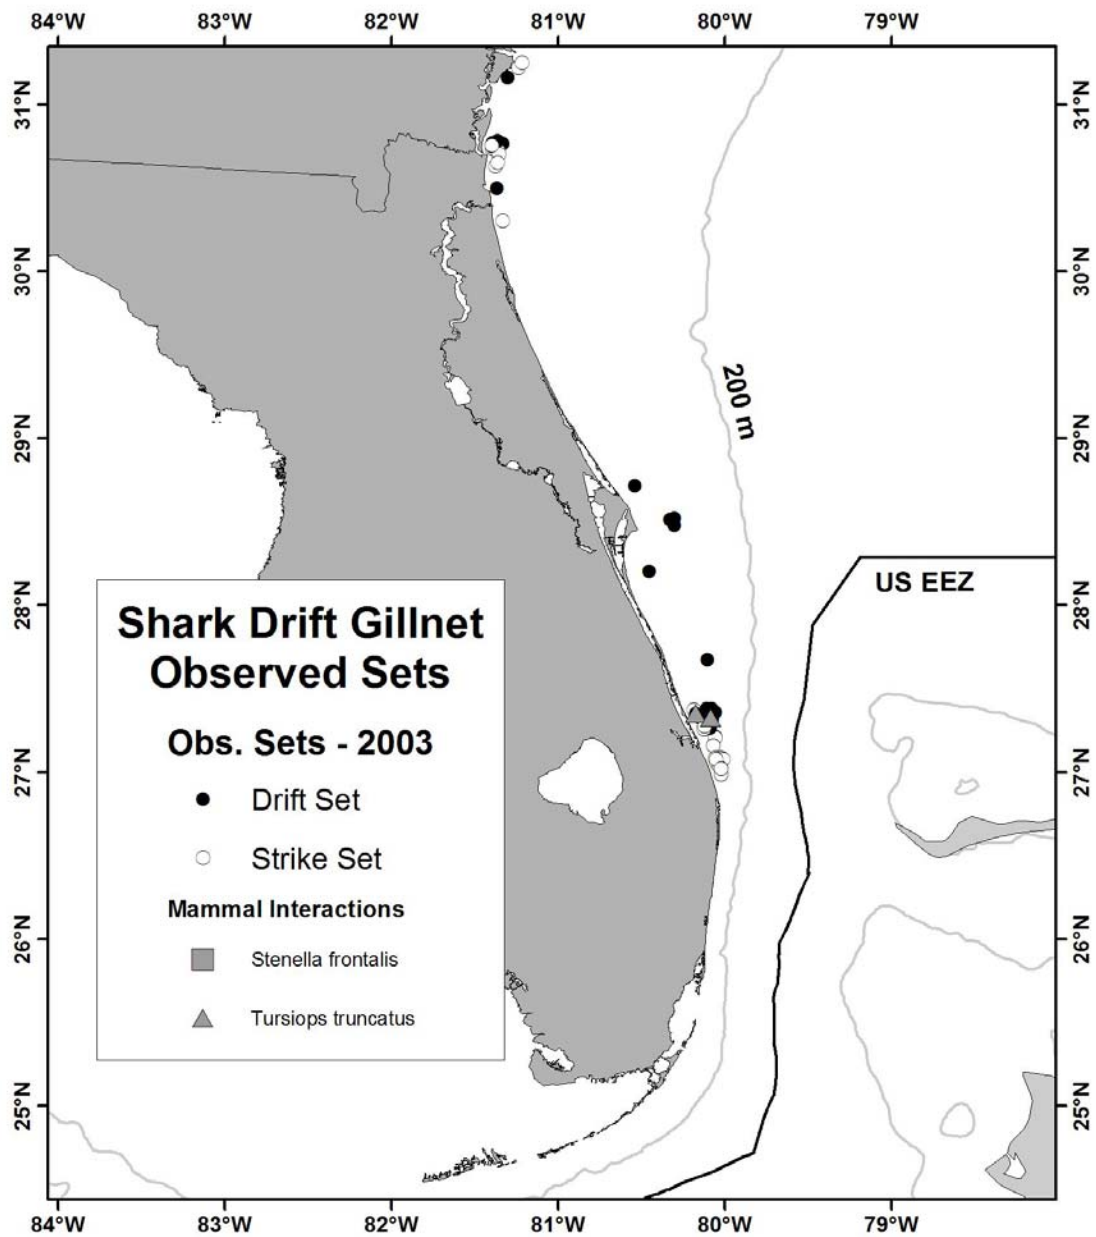 84°W 83°W 82°W 81°W 80°W 79°W
31°N 31°N
30°N 30°N
200 m
29°N 29°N
US EEZ
28°N 28°N
Shark Drift Gillnet
Observed Sets
Obs. Sets - 2003
27°N 27°N
Drift Set
Strike Set
Mammal Interactions
26°N 26°N
Stenella frontalis
Tursiops truncatus
25°N 25°N
84°W 83°W 82°W 81°W 80°W 79°W